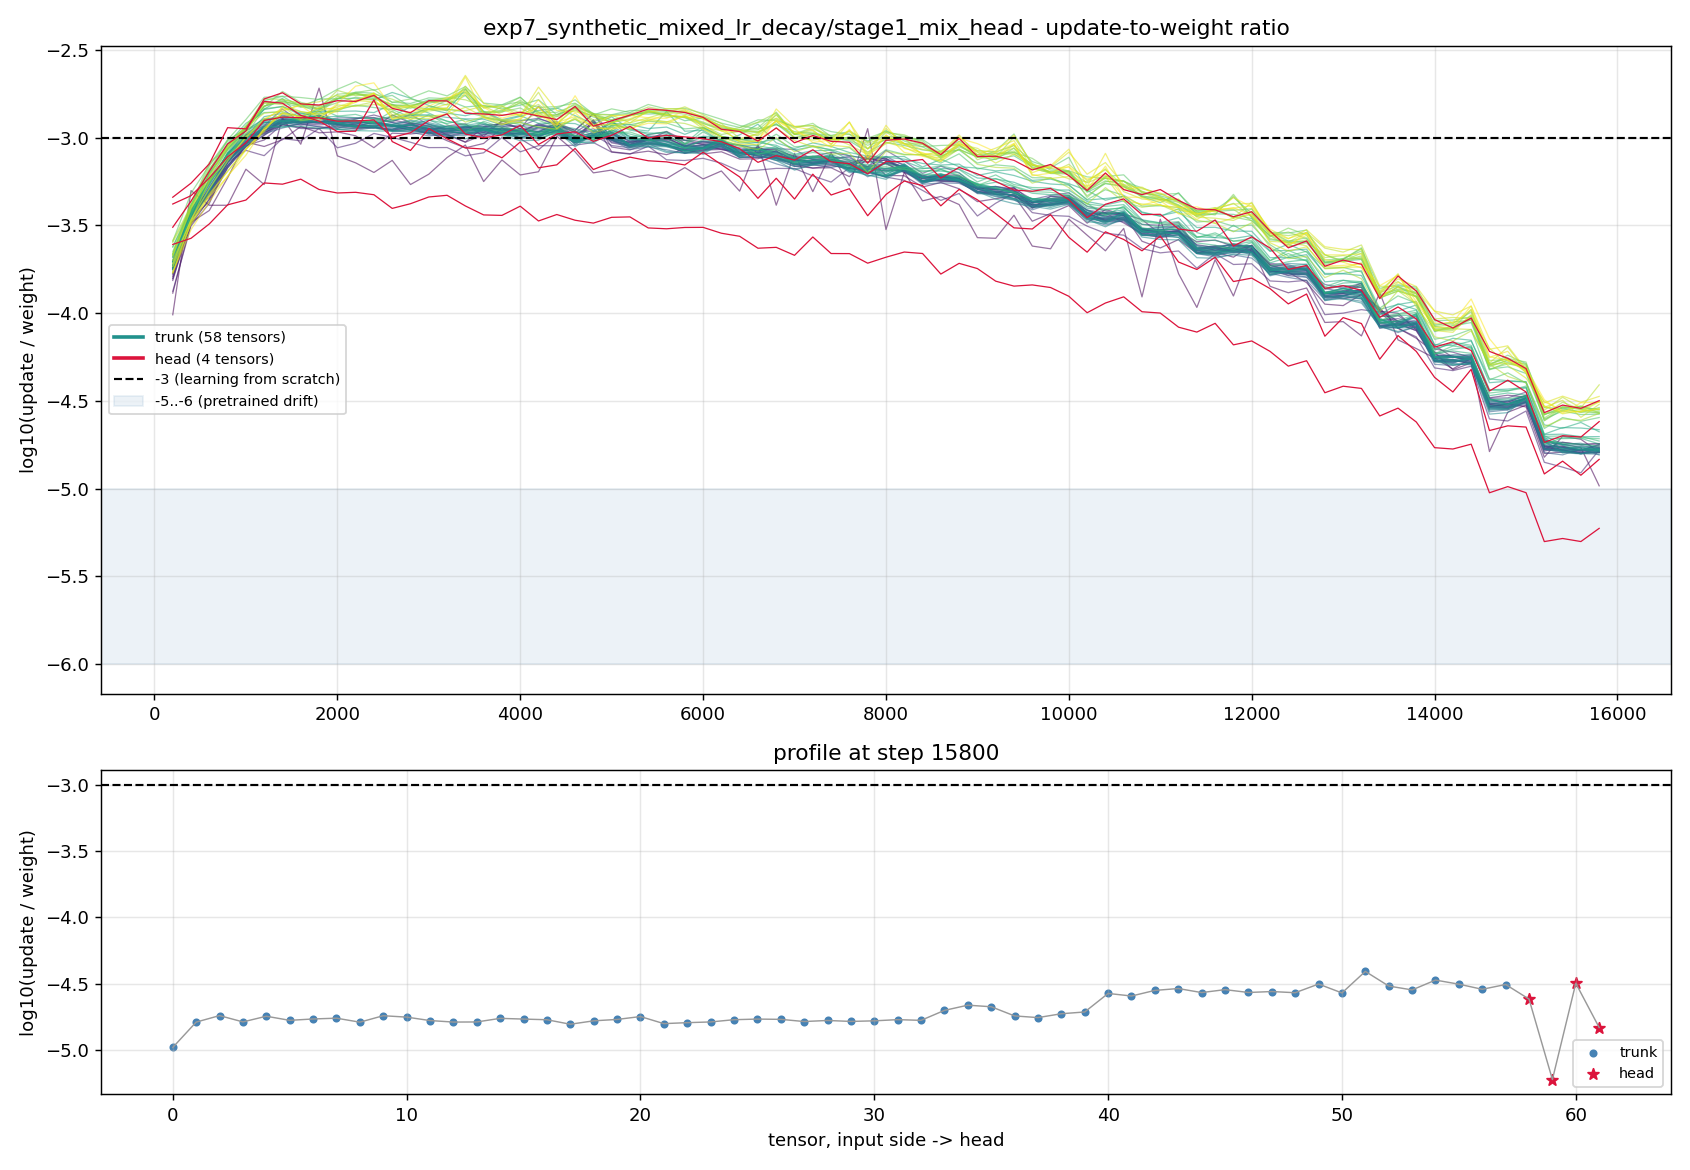 exp7_synthetic_mixed_lr_decay/stage1_mix_head - update-to-weight ratio
−2.5
−3.0
−3.5
−4.0
−4.5
−5.0
−5.5
−6.0
log10(update / weight)
trunk (58 tensors)
head (4 tensors)
-3 (learning from scratch)
-5..-6 (pretrained drift)
0
2000
4000
6000
8000
10000
12000
14000
16000
profile at step 15800
−3.0
−3.5
−4.0
−4.5
−5.0
log10(update / weight)
trunk
head
0
10
20
30
40
50
60
tensor, input side -> head